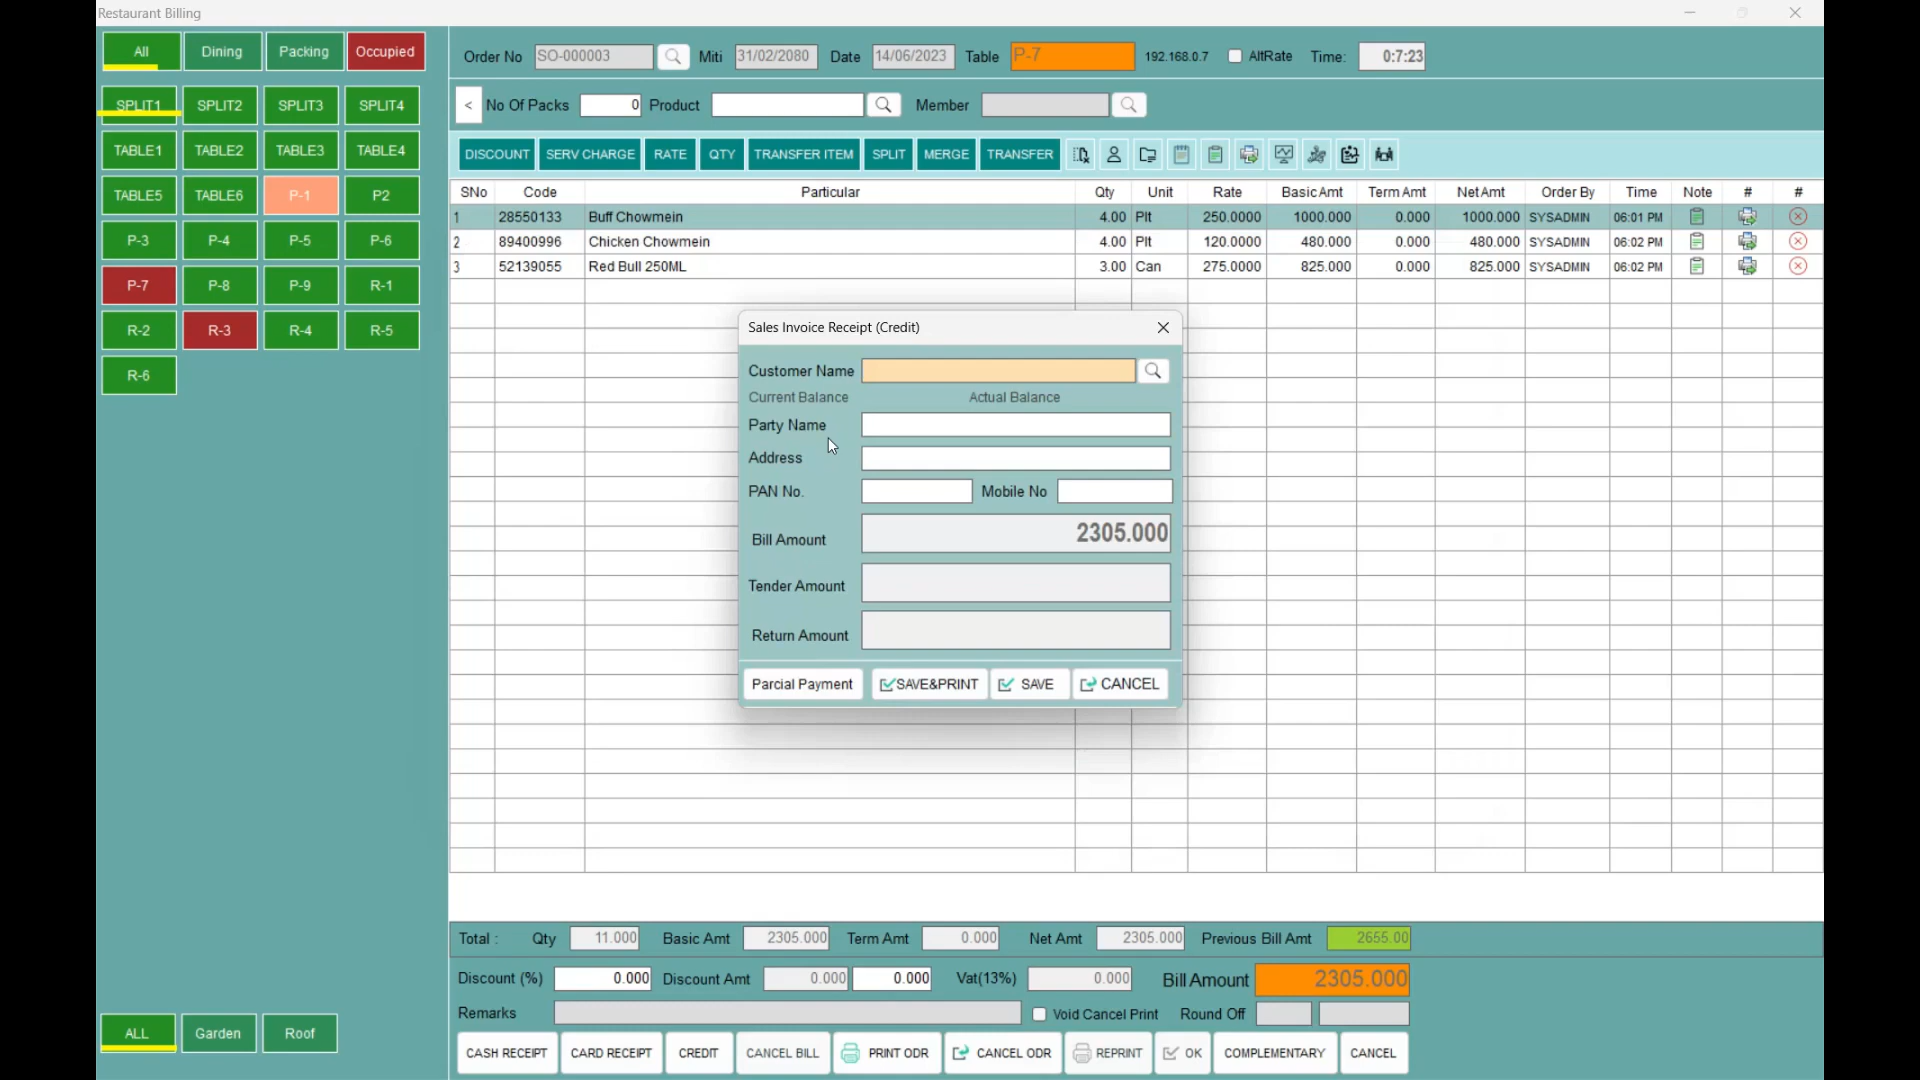 Restaurant Billing
All Dining Packing Occupied
Order No SO-000003 Miti 31/02/2080 Date 14/06/2023 Table P-7 192.168.0.7 AltRate Time: 0:7:23
< No Of Packs 0 Product Member
SPLIT1 SPLIT2 SPLIT3 SPLIT4
TABLE1 TABLE2 TABLE3 TABLE4
TABLE5 TABLE6 P-1 P2
P-3 P-4 P-5 P-6
P-7 P-8 P-9 R-1
R-2 R-3 R-4 R-5
R-6
DISCOUNT SERV CHARGE RATE QTY TRANSFER ITEM SPLIT MERGE TRANSFER
SNo Code Particular Qty Unit Rate Basic Amt Term Amt Net Amt Order By Time Note # #
1 28550133 Buff Chowmein 4.00 Plt 250.0000 1000.000 0.000 1000.000 SYSADMIN 06:01 PM
2 89400996 Chicken Chowmein 4.00 Plt 120.0000 480.000 0.000 480.000 SYSADMIN 06:02 PM
3 52139055 Red Bull 250ML 3.00 Can 275.0000 825.000 0.000 825.000 SYSADMIN 06:02 PM
Sales Invoice Receipt (Credit)
Customer Name
Current Balance Actual Balance
Party Name
Address
PAN No. Mobile No
Bill Amount 2305.000
Tender Amount
Return Amount
Parcial Payment SAVE&PRINT SAVE CANCEL
Total : Qty 11.000 Basic Amt 2305.000 Term Amt 0.000 Net Amt 2305.000 Previous Bill Amt 2655.00
Discount (%) 0.000 Discount Amt 0.000 0.000 Vat(13%) 0.000 Bill Amount 2305.000
Remarks Void Cancel Print Round Off
ALL Garden Roof
CASH RECEIPT CARD RECEIPT CREDIT CANCEL BILL PRINT ODR CANCEL ODR REPRINT OK COMPLEMENTARY CANCEL